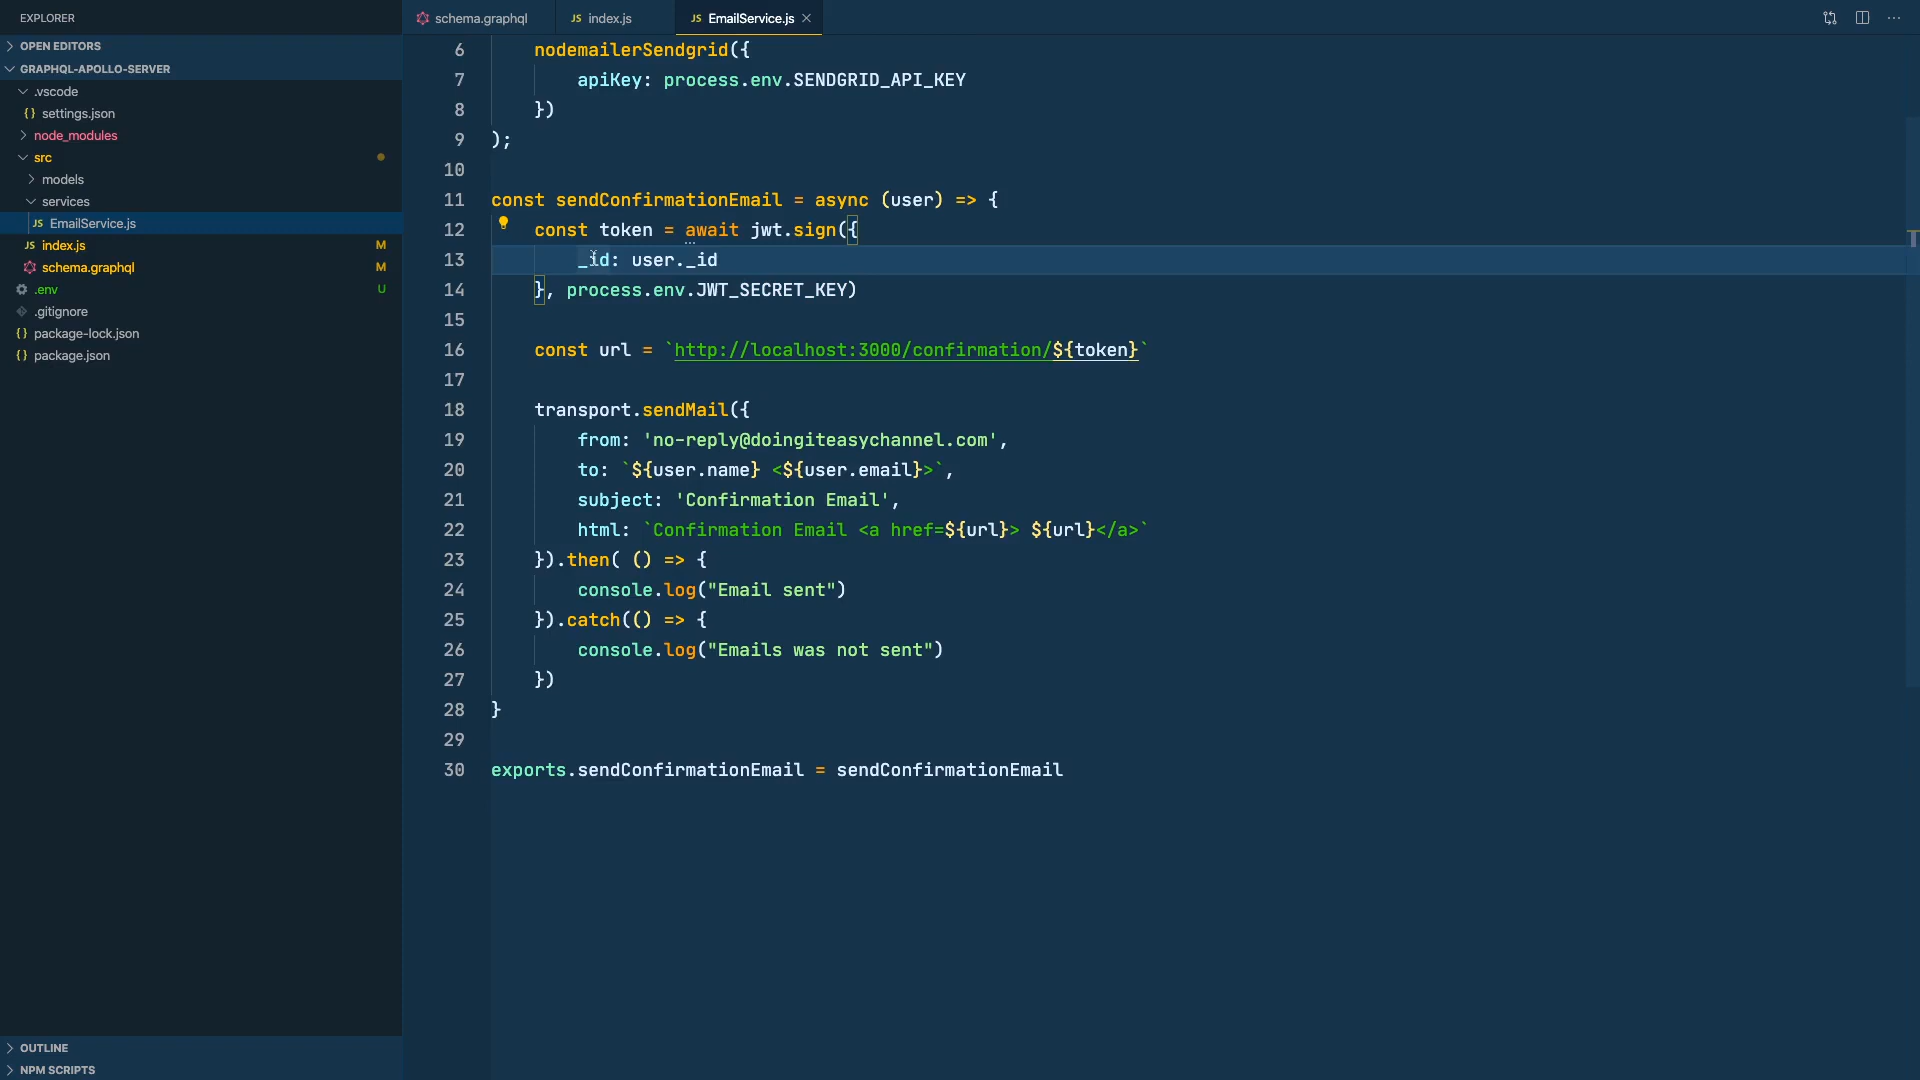 EXPLORER
OPEN EDITORS
GRAPHQL-APOLLO-SERVER
.vscode
{} settings.json
node_modules
src
models
services
JS EmailService.js
JS index.js M
schema.graphql M
.env U
.gitignore
{} package-lock.json
{} package.json
OUTLINE
NPM SCRIPTS
schema.graphql
JS index.js
JS EmailService.js
6 nodemailerSendgrid({
7 apiKey: process.env.SENDGRID_API_KEY
8 })
9 );
10
11 const sendConfirmationEmail = async (user) => {
12 const token = await jwt.sign({
13 _id: user._id
14 }, process.env.JWT_SECRET_KEY)
15
16 const url = `http://localhost:3000/confirmation/${token}`
17
18 transport.sendMail({
19 from: 'no-reply@doingiteasychannel.com',
20 to: `${user.name} <${user.email}>`,
21 subject: 'Confirmation Email',
22 html: `Confirmation Email <a href=${url}> ${url}</a>`
23 }).then( () => {
24 console.log("Email sent")
25 }).catch(() => {
26 console.log("Emails was not sent")
27 })
28 }
29
30 exports.sendConfirmationEmail = sendConfirmationEmail